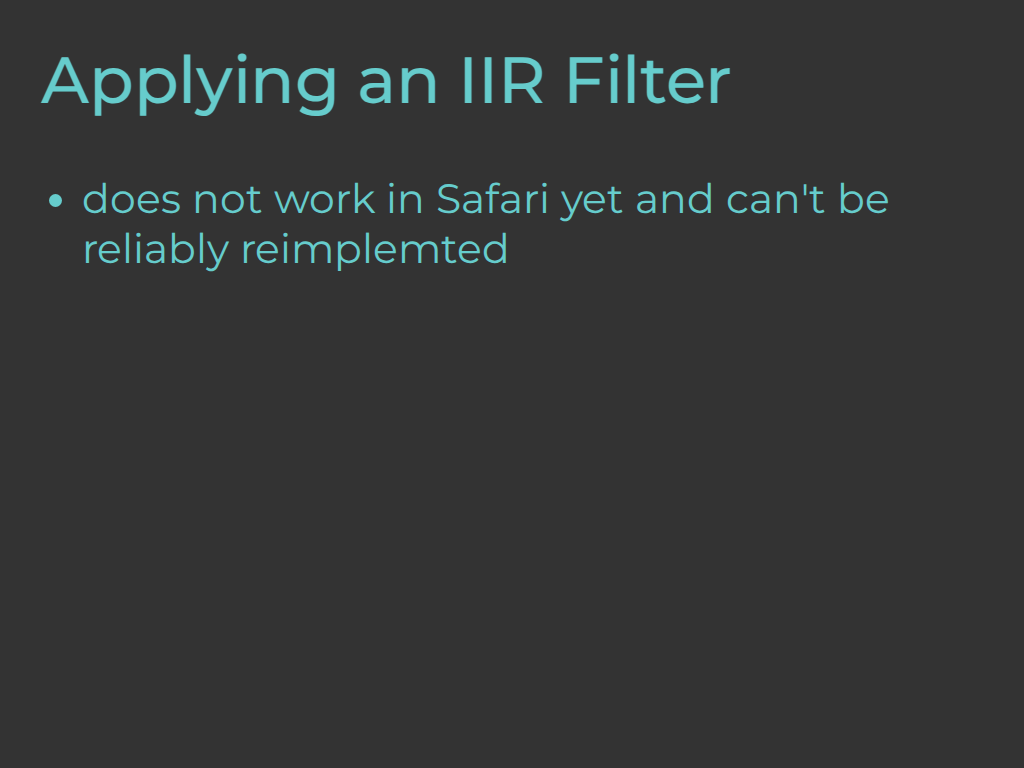 Applying an IIR Filter
• does not work in Safari yet and can't be
reliably reimplemted